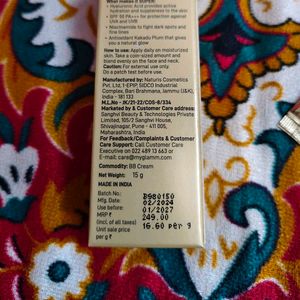 What makes it SUPER:
• Hyaluronic Acid provides active
hydration and suppleness to the skin
• SPF 50 PA+++ for protection against
UVA and UVB
• Niacinamide to fight dark spots and
fine lines
• Antioxidant Kakadu Plum that gives
you a natural glow
How to use: Apply daily on moisturized
skin. Take a coin-sized amount and
blend evenly on the face and neck.
Caution: For external use only.
Do a patch test before use.
Manufactured by: Naturis Cosmetics
Pvt. Ltd, 1-EPIP, SIDCO Industrial
Complex, Bari Brahmana, Jammu (J&K),
India - 181 133
M.L.No - JK/21-22/COS-B/334
Marketed by & Customer Care address:
Sanghvi Beauty & Technologies Private
Limited, 105/2 Sanghvi House,
Shivajinagar, Pune - 411 005,
Maharashtra, India
For Feedback/Complaints & Customer
Care Support: Call Customer Care
Executive on 022 489 13 663 or
Email - care@myglamm.com
Commodity: BB Cream
Net Weight: 15 g
MADE IN INDIA
Batch No.:
Mfg. Date: 02/2024
Use before: 01/2027
MRP ₹ 249.00
(incl. of all taxes)
Unit sale price 16.60 per g
per g ₹